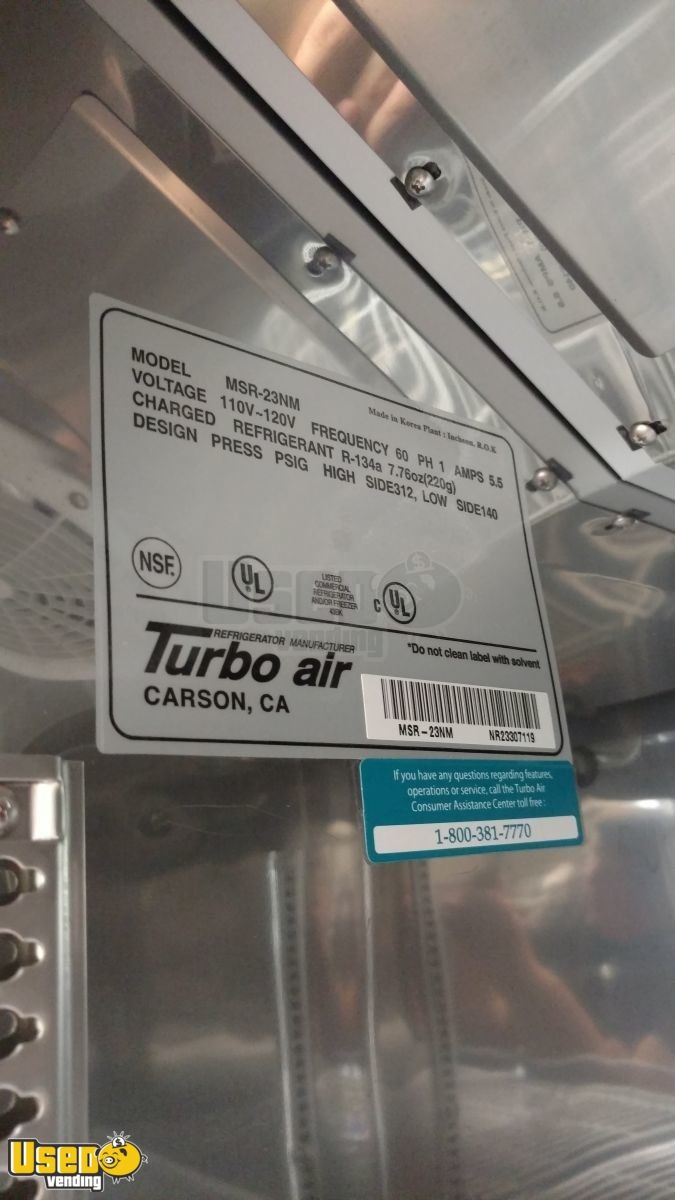 MODEL MSR-23NM
Made in Korea Plant : Incheon, R.O.K
VOLTAGE 110V~120V FREQUENCY 60 PH 1 AMPS 5.5
CHARGED REFRIGERANT R-134a 7.76oz(220g)
DESIGN PRESS PSIG HIGH SIDE312, LOW SIDE140
NSF.
UL
LISTED
COMMERCIAL
REFRIGERATOR
AND/OR FREEZER
C UL
REFRIGERATOR MANUFACTURER
Turbo air
CARSON, CA
*Do not clean label with solvent
MSR-23NM NR23307119
If you have any questions regarding features,
operations or service, call the Turbo Air
Consumer Assistance Center toll free :
1-800-381-7770
Used
vending
Used
vending